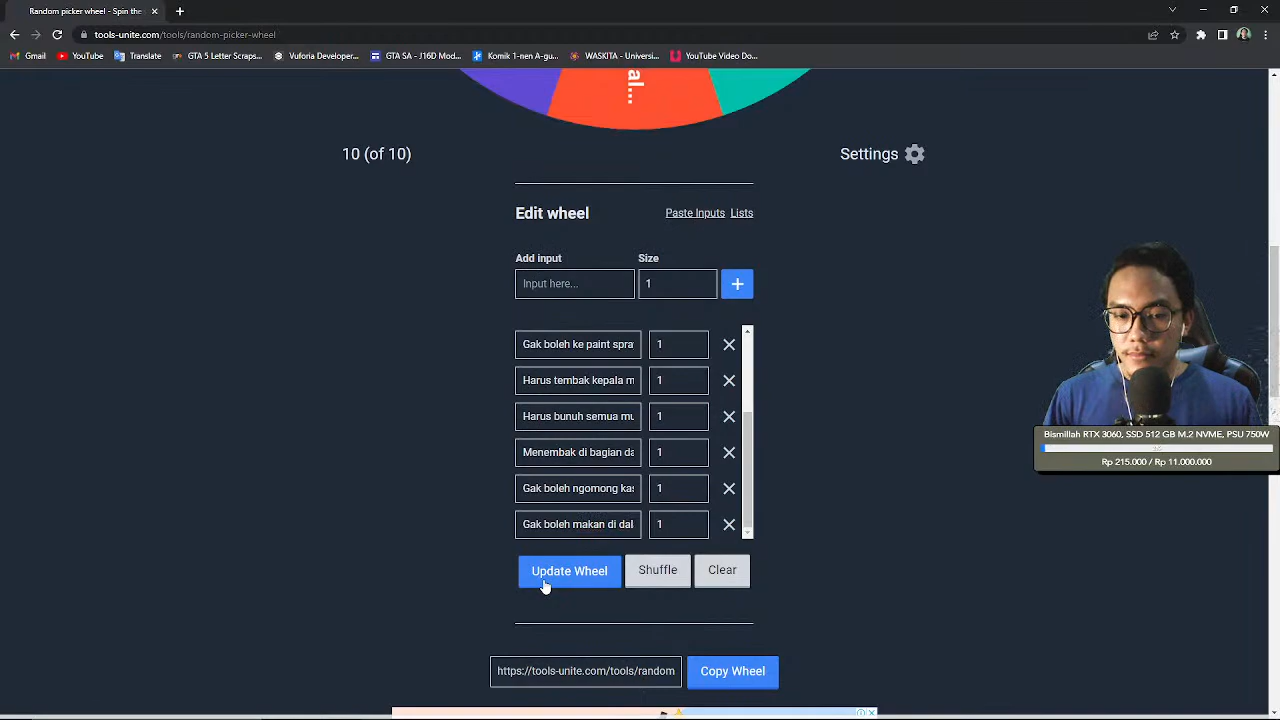 Random picker wheel - Spin the
tools-unite.com/tools/random-picker-wheel
Gmail YouTube Translate GTA 5 Letter Scraps... Vuforia Developer... GTA SA - J16D Mod... Komik 1-nen A-gu... WASKITA - Universi... YouTube Video Do...
al...
10 (of 10)
Settings
Edit wheel Paste Inputs Lists
Add input Size
Input here... 1 +
Gak boleh ke paint spra 1
Harus tembak kepala m 1
Harus bunuh semua mu 1
Menembak di bagian da 1
Gak boleh ngomong kas 1
Gak boleh makan di dal 1
Update Wheel Shuffle Clear
https://tools-unite.com/tools/random Copy Wheel
Bismillah RTX 3060, SSD 512 GB M.2 NVME, PSU 750W
Rp 215.000 / Rp 11.000.000